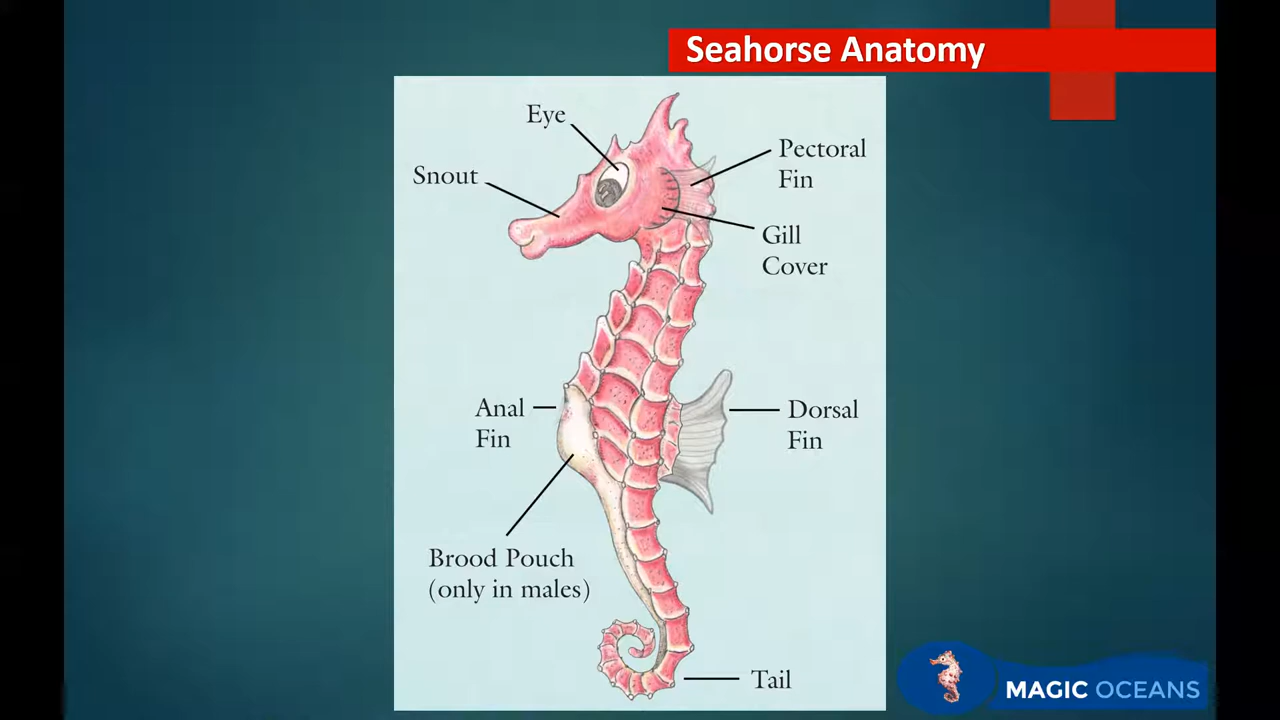 Seahorse Anatomy
Eye
Pectoral
Fin
Snout
Gill
Cover
Anal
Fin
Dorsal
Fin
Brood Pouch
(only in males)
Tail
MAGIC OCEANS